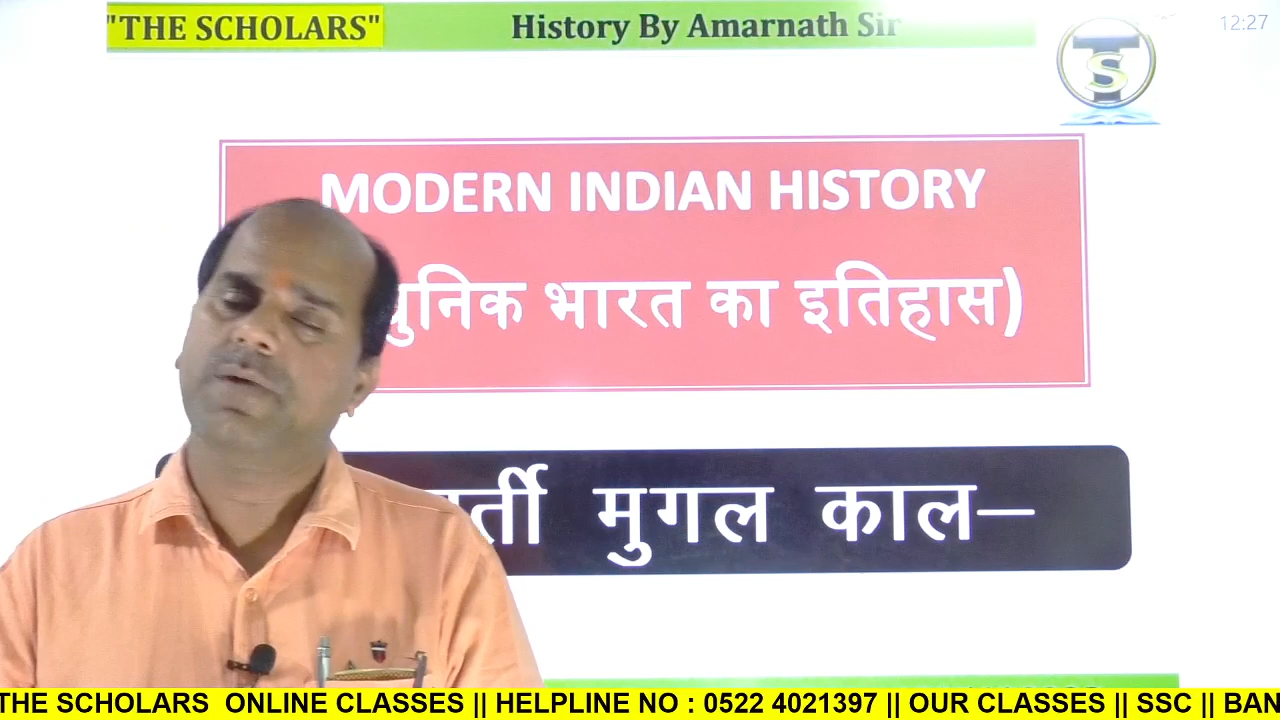 "THE SCHOLARS" History By Amarnath Sir
12:27
TS
MODERN INDIAN HISTORY
भारत का इतिहास)
मुगल काल–
THE SCHOLARS ONLINE CLASSES || HELPLINE NO : 0522 4021397 || OUR CLASSES || SSC || BAN